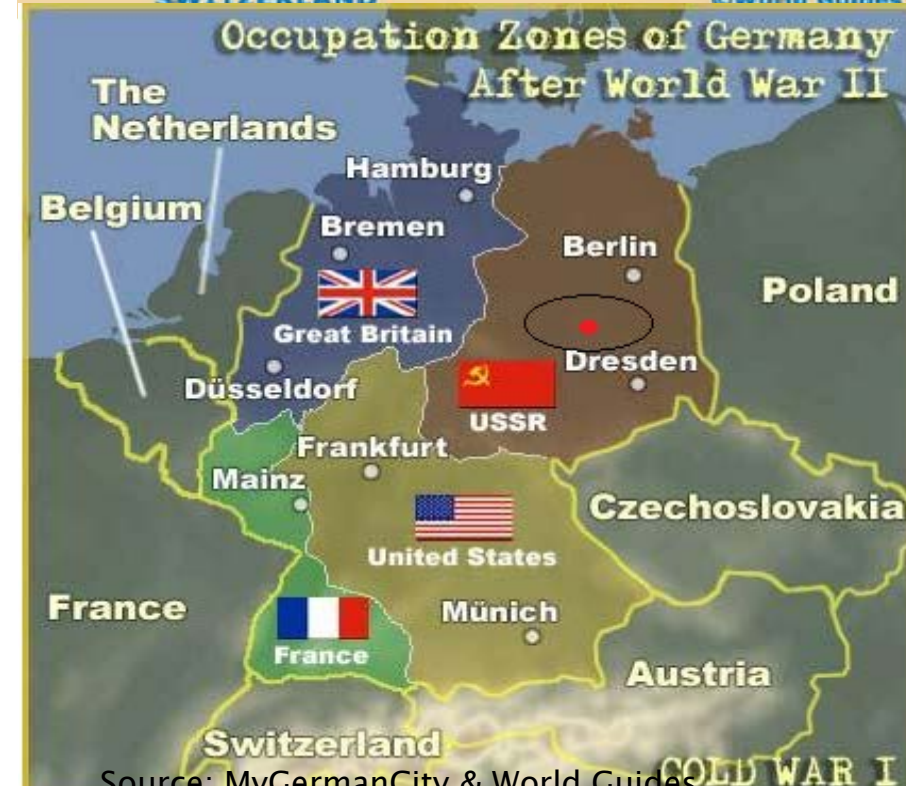 SWITZERLAND
Occupation Zones of Germany
After World War II
The
Netherlands
Hamburg
Belgium
Bremen
Berlin
Poland
Great Britain
Dresden
Düsseldorf
USSR
Frankfurt
Mainz
Czechoslovakia
United States
France
Münich
France
Austria
Switzerland
COLD WAR I
Source: MyGermanCity & World Guides